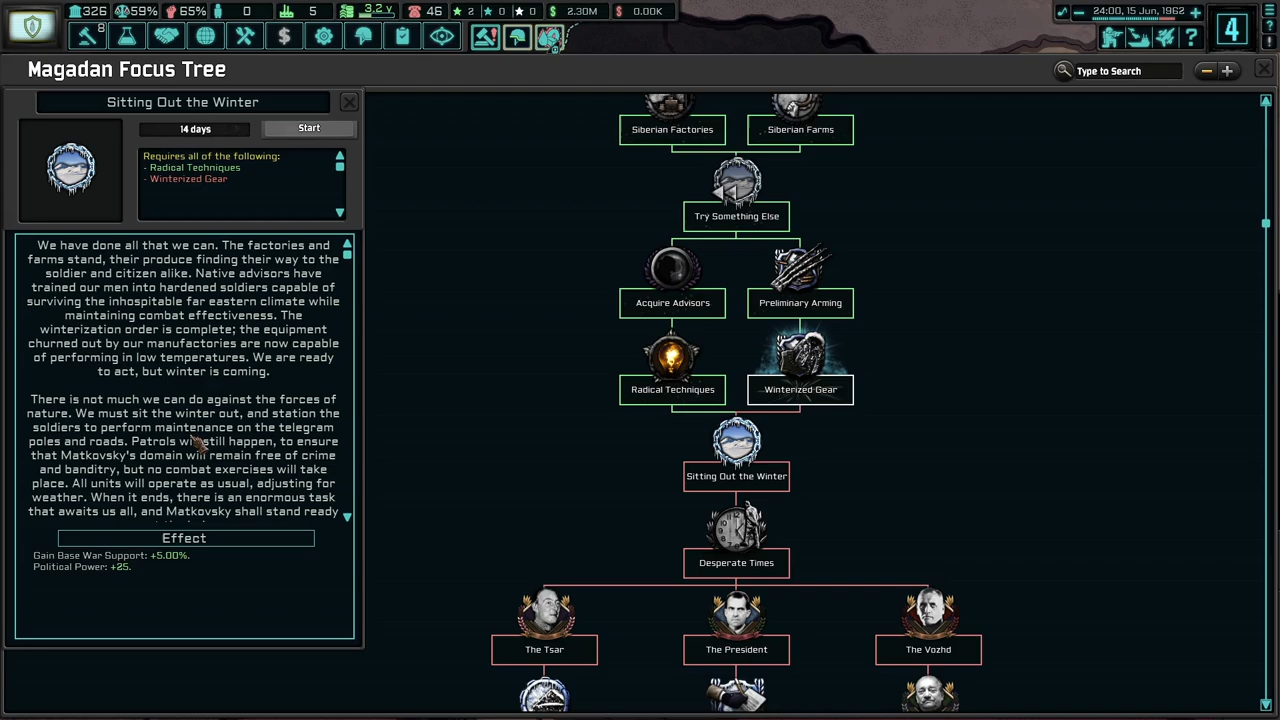 326 59% 65% 0 5 3.2 v 46 2 0 0 2.30M 0.00K
24:00, 15 Jun, 1962
8
4
Magadan Focus Tree
Type to Search
Sitting Out the Winter
14 days
Start
Requires all of the following:
- Radical Techniques
- Winterized Gear
We have done all that we can. The factories and
farms stand, their produce finding their way to the
soldier and citizen alike. Native advisors have
trained our men into hardened soldiers capable of
surviving the inhospitable far eastern climate while
maintaining combat effectiveness. The
winterization order is complete; the equipment
churned out by our manufactories are now capable
of performing in low temperatures. We are ready
to act, but winter is coming.
There is not much we can do against the forces of
nature. We must sit the winter out, and station the
soldiers to perform maintenance on the telegram
poles and roads. Patrols will still happen, to ensure
that Matkovsky's domain will remain free of crime
and banditry, but no combat exercises will take
place. All units will operate as usual, adjusting for
weather. When it ends, there is an enormous task
that awaits us all, and Matkovsky shall stand ready
Effect
Gain Base War Support: +5.00%.
Political Power: +25.
Siberian Factories
Siberian Farms
Try Something Else
Acquire Advisors
Preliminary Arming
Radical Techniques
Winterized Gear
Sitting Out the Winter
Desperate Times
The Tsar
The President
The Vozhd